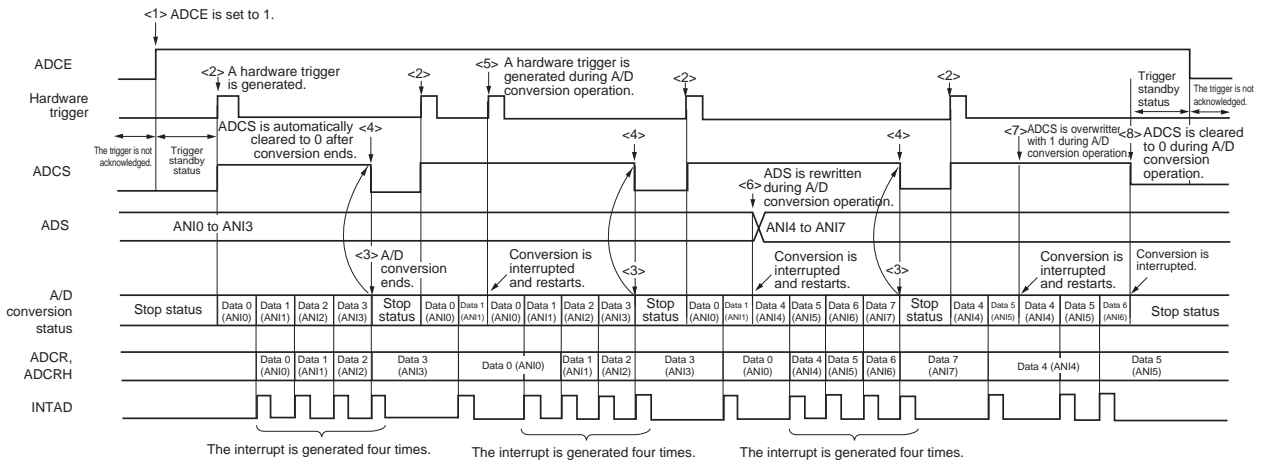 <1> ADCE is set to 1.
ADCE
<2> A hardware trigger
is generated.
<2>
<5> A hardware trigger is
generated during A/D
conversion operation.
<2>
<2>
Trigger
standby
status
The trigger is not
acknowledged.
Hardware
trigger
The trigger is not
acknowledged.
Trigger
standby
status
ADCS is automatically
cleared to 0 after
conversion ends.
<4>
<4>
<4>
<7> ADCS is overwritter
with 1 during A/D
conversion operation.
<8> ADCS is cleared
to 0 during A/D
conversion
operation.
ADCS
<6> ADS is rewritten
during A/D
conversion operation.
ADS
ANI0 to ANI3
ANI4 to ANI7
<3> A/D
conversion
ends.
Conversion is
interrupted
and restarts.
<3>
Conversion is
interrupted
and restarts.
<3>
Conversion is
interrupted
and restarts.
Conversion is
interrupted.
A/D
conversion
status
Stop status
Data 0
(ANI0)
Data 1
(ANI1)
Data 2
(ANI2)
Data 3
(ANI3)
Stop
status
Data 0
(ANI0)
Data 1
(ANI1)
Data 0
(ANI0)
Data 1
(ANI1)
Data 2
(ANI2)
Data 3
(ANI3)
Stop
status
Data 0
(ANI0)
Data 1
(ANI1)
Data 4
(ANI4)
Data 5
(ANI5)
Data 6
(ANI6)
Data 7
(ANI7)
Stop
status
Data 4
(ANI4)
Data 5
(ANI5)
Data 4
(ANI4)
Data 5
(ANI5)
Data 6
(ANI6)
Stop status
ADCR,
ADCRH
Data 0
(ANI0)
Data 1
(ANI1)
Data 2
(ANI2)
Data 3
(ANI3)
Data 0 (ANI0)
Data 1
(ANI1)
Data 2
(ANI2)
Data 3
(ANI3)
Data 0
(ANI0)
Data 4
(ANI4)
Data 5
(ANI5)
Data 6
(ANI6)
Data 7
(ANI7)
Data 4 (ANI4)
Data 5
(ANI5)
INTAD
The interrupt is generated four times.
The interrupt is generated four times.
The interrupt is generated four times.